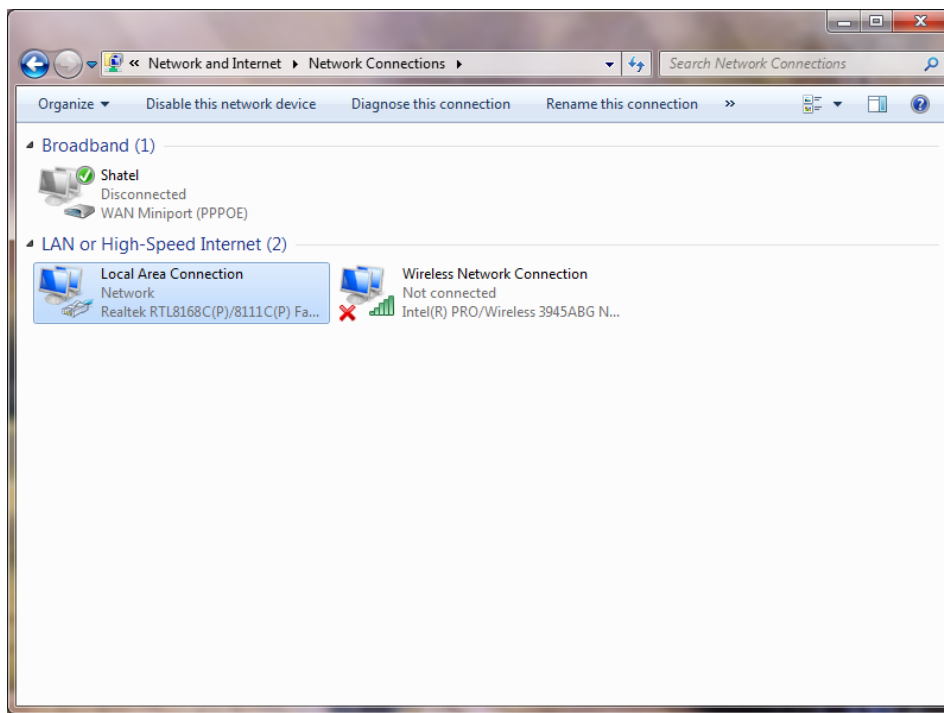 « Network and Internet ▸ Network Connections ▸
Search Network Connections
Organize
Disable this network device
Diagnose this connection
Rename this connection
»
Broadband (1)
Shatel
Disconnected
WAN Miniport (PPPOE)
LAN or High-Speed Internet (2)
Local Area Connection
Network
Realtek RTL8168C(P)/8111C(P) Fa...
Wireless Network Connection
Not connected
Intel(R) PRO/Wireless 3945ABG N...